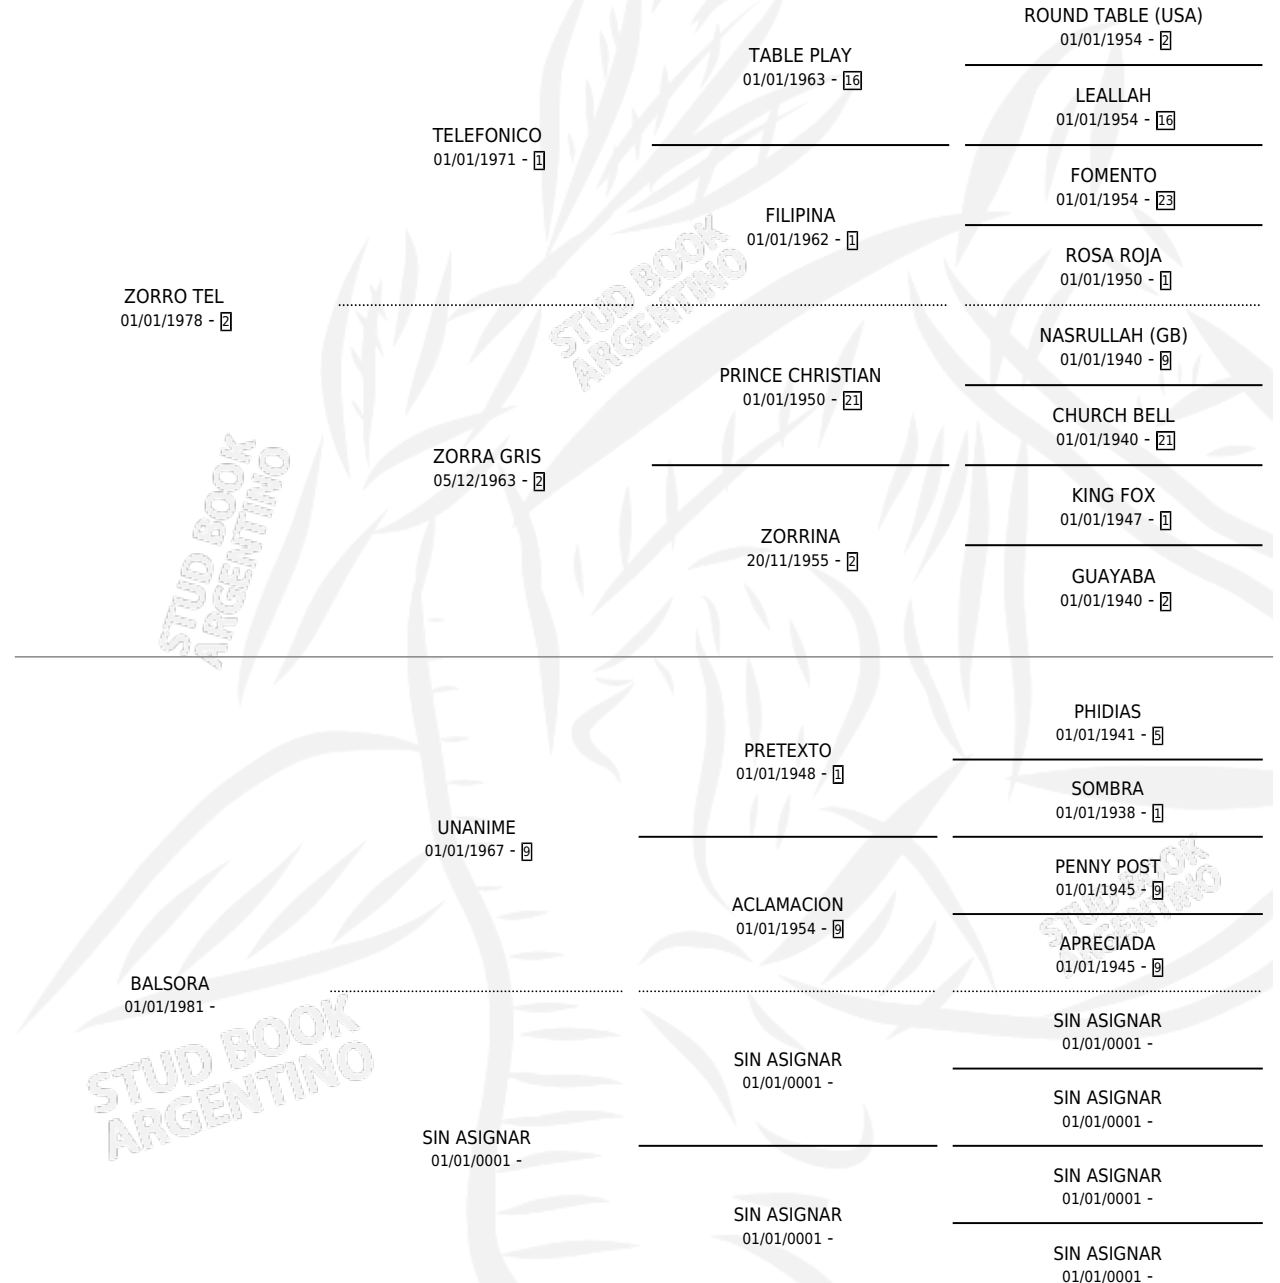 ROUND TABLE (USA)
01/01/1954 - 2
TABLE PLAY
01/01/1963 - 16
LEALLAH
01/01/1954 - 16
TELEFONICO
01/01/1971 - 1
FOMENTO
01/01/1954 - 23
FILIPINA
01/01/1962 - 1
ROSA ROJA
01/01/1950 - 1
ZORRO TEL
01/01/1978 - 2
STUD BOOK
ARGENTINO
NASRULLAH (GB)
01/01/1940 - 9
PRINCE CHRISTIAN
01/01/1950 - 21
CHURCH BELL
01/01/1940 - 21
ZORRA GRIS
05/12/1963 - 2
KING FOX
01/01/1947 - 1
ZORRINA
20/11/1955 - 2
GUAYABA
01/01/1940 - 2
STUD BOOK
ARGENTINO
PHIDIAS
01/01/1941 - 5
PRETEXTO
01/01/1948 - 1
SOMBRA
01/01/1938 - 1
UNANIME
01/01/1967 - 9
PENNY POST
01/01/1945 - 9
ACLAMACION
01/01/1954 - 9
STUD BOOK
ARGENTINO
APRECIADA
01/01/1945 - 9
BALSORA
01/01/1981 -
SIN ASIGNAR
01/01/0001 -
SIN ASIGNAR
01/01/0001 -
STUD BOOK
ARGENTINO
SIN ASIGNAR
01/01/0001 -
SIN ASIGNAR
01/01/0001 -
SIN ASIGNAR
01/01/0001 -
SIN ASIGNAR
01/01/0001 -
SIN ASIGNAR
01/01/0001 -